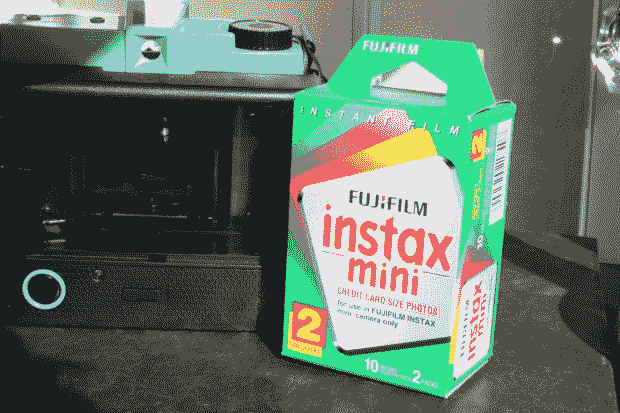 FUJIFILM
INSTANT FILM
FUJIFILM
instax
mini
CREDIT CARD SIZE PHOTOS
for use in FUJIFILM INSTAX
mini camera only
2
10
2 PACKS
instax
mini